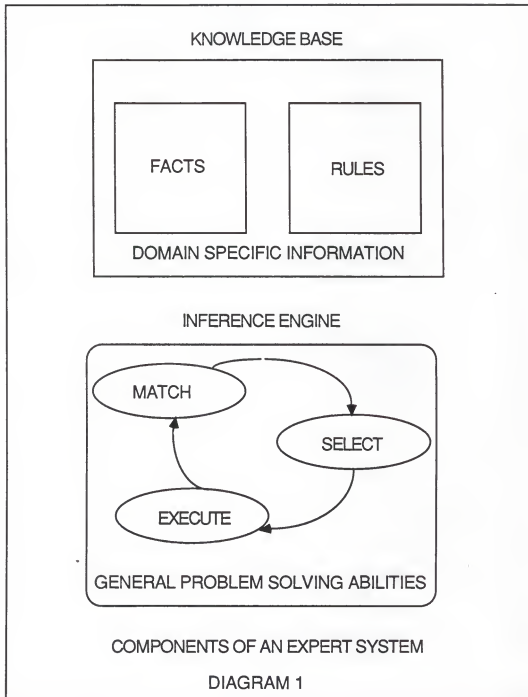 KNOWLEDGE BASE
FACTS
RULES
DOMAIN SPECIFIC INFORMATION
INFERENCE ENGINE
MATCH
SELECT
EXECUTE
GENERAL PROBLEM SOLVING ABILITIES
COMPONENTS OF AN EXPERT SYSTEM
DIAGRAM 1